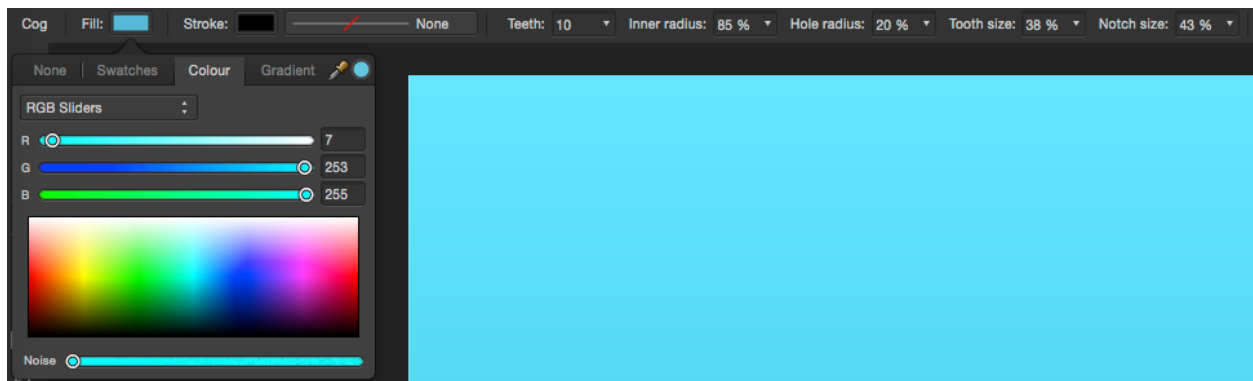 Cog Fill: Stroke: None Teeth: 10 Inner radius: 85 % Hole radius: 20 % Tooth size: 38 % Notch size: 43 %
None Swatches Colour Gradient
RGB Sliders
R 7
G 253
B 255
Noise